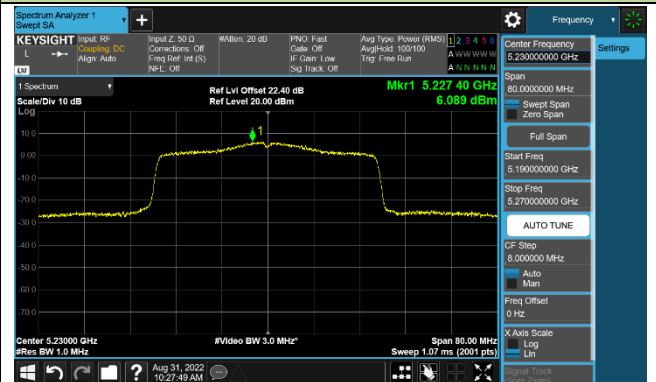 Spectrum Analyzer 1
Swept SA
+
Frequency
KEYSIGHT
L
LXI
Input: RF
Coupling: DC
Align: Auto
Input Z: 50 Ω
Corrections: Off
Freq Ref: Int (S)
NFE: Off
#Atten: 20 dB
PNO: Fast
Gate: Off
IF Gain: Low
Sig Track: Off
Avg Type: Power (RMS)
Avg|Hold: 100/100
Trig: Free Run
1 2 3 4 5 6
A W W W W W
A N N N N N
1 Spectrum
Scale/Div 10 dB
Log
Ref Lvl Offset 22.40 dB
Ref Level 20.00 dBm
Mkr1 5.227 40 GHz
6.089 dBm
1
10.0
0.00
-10.0
-20.0
-30.0
-40.0
-50.0
-60.0
-70.0
Center 5.23000 GHz
#Res BW 1.0 MHz
#Video BW 3.0 MHz*
Span 80.00 MHz
Sweep 1.07 ms (2001 pts)
Center Frequency
5.230000000 GHz
Settings
Span
80.0000000 MHz
Swept Span
Zero Span
Full Span
Start Freq
5.190000000 GHz
Stop Freq
5.270000000 GHz
AUTO TUNE
CF Step
8.000000 MHz
Auto
Man
Freq Offset
0 Hz
X Axis Scale
Log
Lin
Signal Track
(Span Zoom)
?
Aug 31, 2022
10:27:49 AM